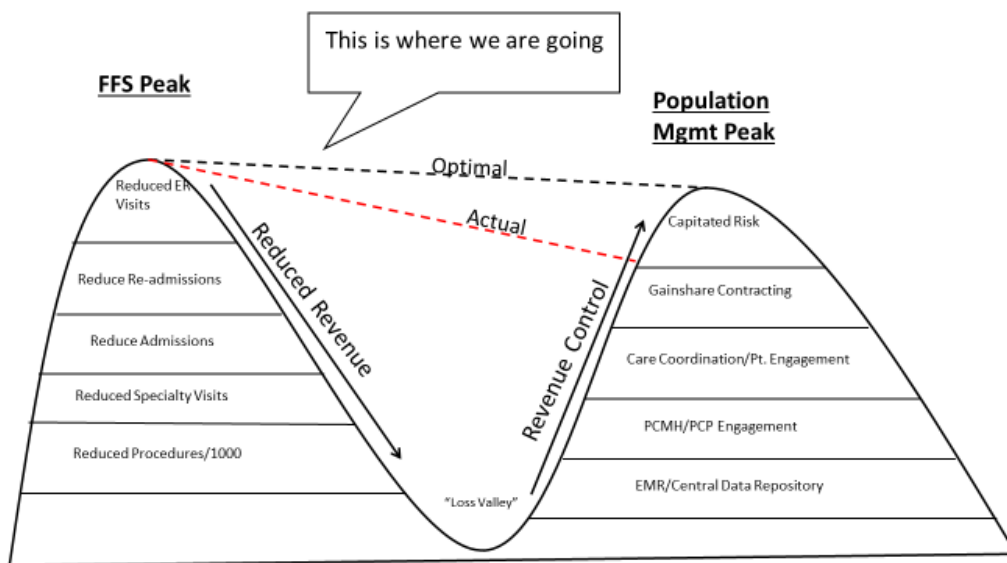 This is where we are going
FFS Peak
Population
Mgmt Peak
Optimal
Actual
Reduced ER
Visits
Reduce Re-admissions
Reduce Admissions
Reduced Specialty Visits
Reduced Procedures/1000
Reduced Revenue
"Loss Valley"
Revenue Control
Capitated Risk
Gainshare Contracting
Care Coordination/Pt. Engagement
PCMH/PCP Engagement
EMR/Central Data Repository